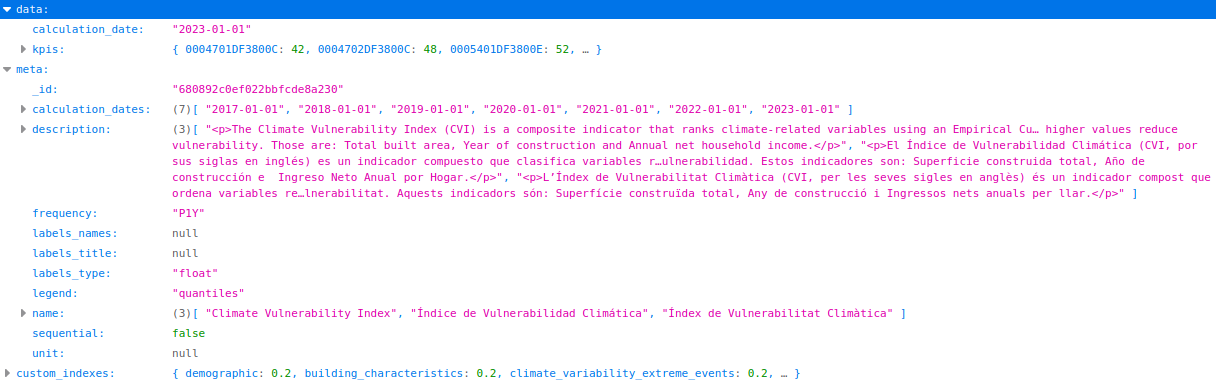 data:
calculation_date: "2023-01-01"
kpis: { 0004701DF3800C: 42, 0004702DF3800C: 48, 0005401DF3800E: 52, … }
meta:
_id: "680892c0ef022bbfcde8a230"
calculation_dates: (7)[ "2017-01-01", "2018-01-01", "2019-01-01", "2020-01-01", "2021-01-01", "2022-01-01", "2023-01-01" ]
description: (3)[ "<p>The Climate Vulnerability Index (CVI) is a composite indicator that ranks climate-related variables using an Empirical Cu… higher values reduce
vulnerability. Those are: Total built area, Year of construction and Annual net household income.</p>", "<p>El Índice de Vulnerabilidad Climática (CVI, por
sus siglas en inglés) es un indicador compuesto que clasifica variables r…ulnerabilidad. Estos indicadores son: Superficie construida total, Año de
construcción e  Ingreso Neto Anual por Hogar.</p>", "<p>L’Índex de Vulnerabilitat Climàtica (CVI, per les seves sigles en anglès) és un indicador compost que
ordena variables re…lnerabilitat. Aquests indicadors són: Superfície construïda total, Any de construcció i Ingressos nets anuals per llar.</p>" ]
frequency: "P1Y"
labels_names: null
labels_title: null
labels_type: "float"
legend: "quantiles"
name: (3)[ "Climate Vulnerability Index", "Índice de Vulnerabilidad Climática", "Índex de Vulnerabilitat Climàtica" ]
sequential: false
unit: null
custom_indexes: { demographic: 0.2, building_characteristics: 0.2, climate_variability_extreme_events: 0.2, … }